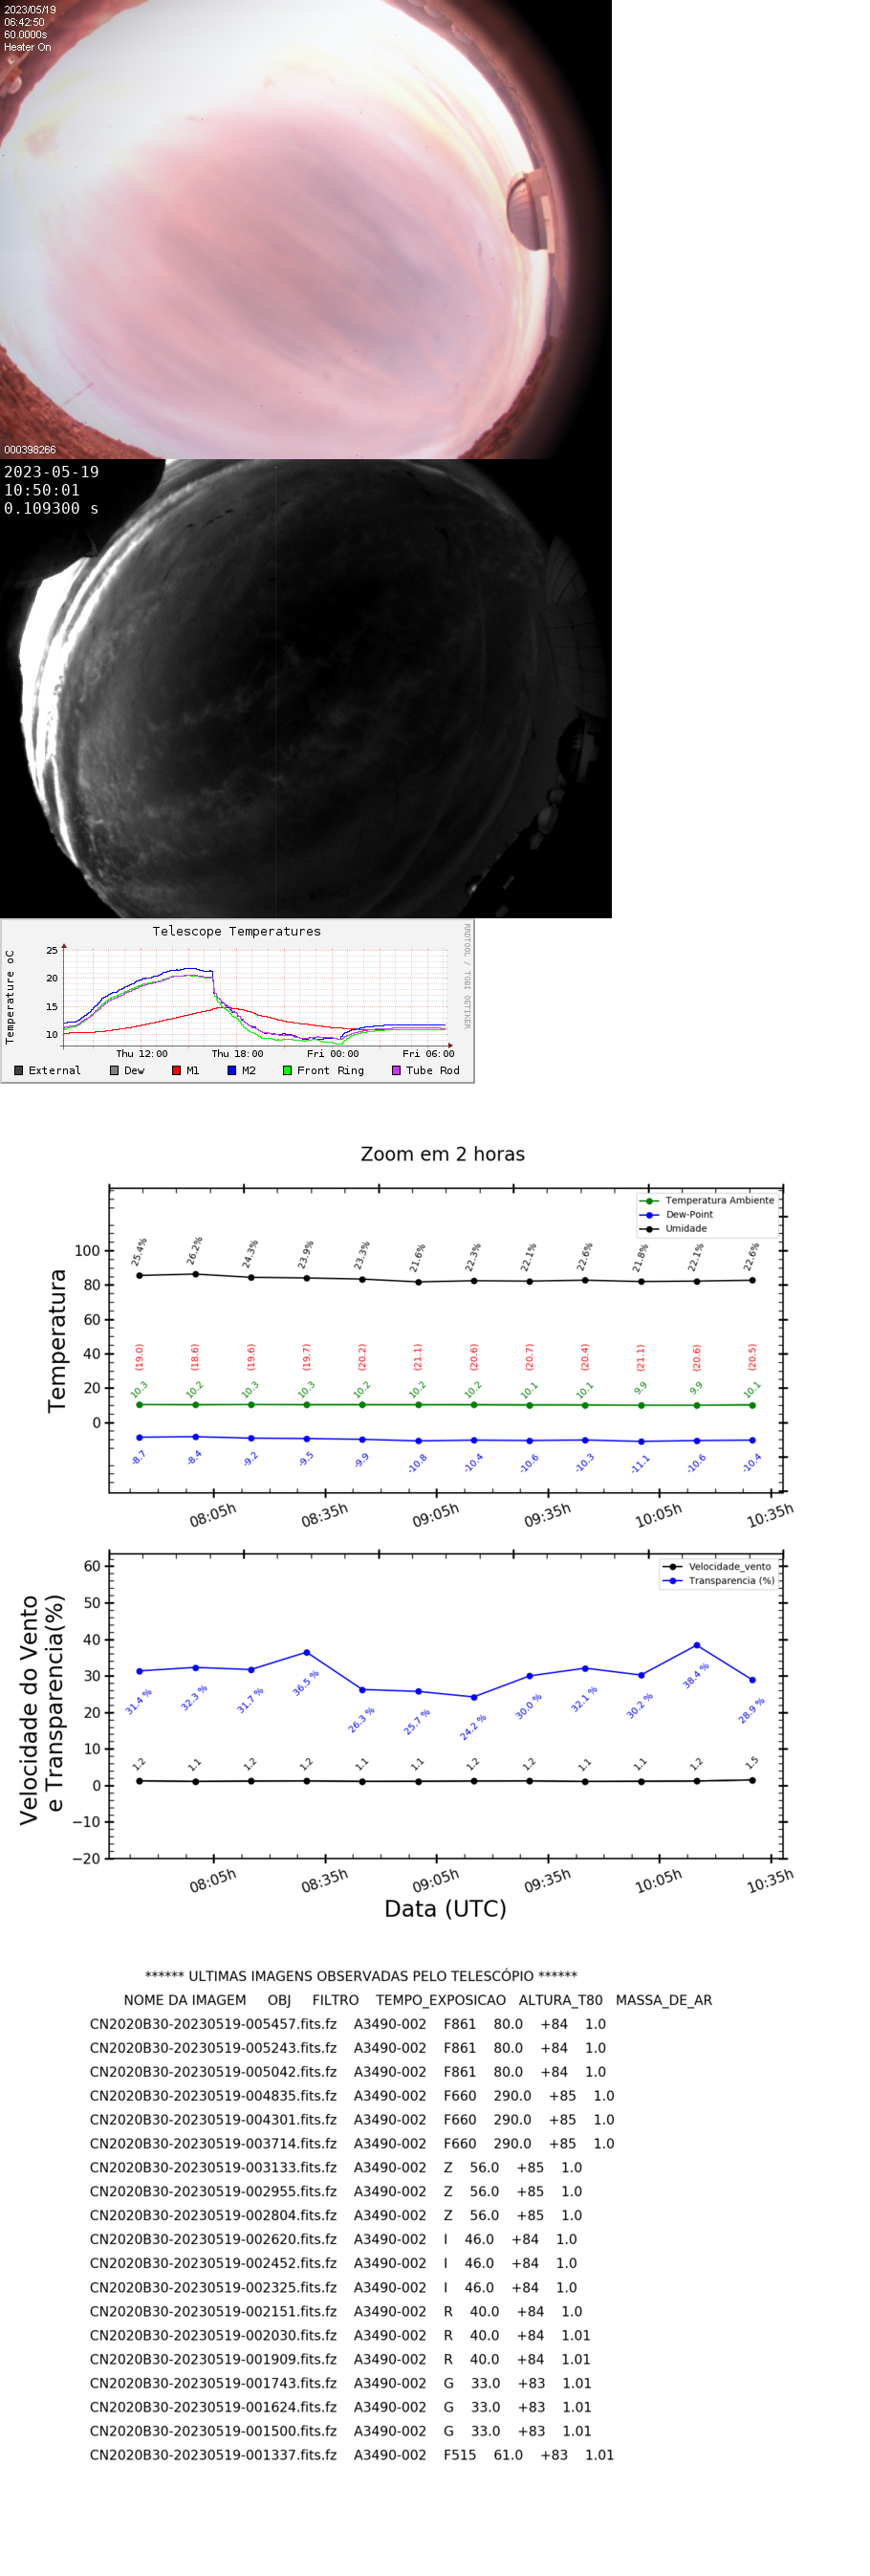 2023/05/19
06:42:50
60.0000s
Heater On
000398266
2023-05-19
10:50:01
0.109300 s
Telescope Temperatures
Temperature oC
25
20
15
10
Thu 12:00 Thu 18:00 Fri 00:00 Fri 06:00
External Dew M1 M2 Front Ring Tube Rod
RRDTOOL / TOBI OETIKER
Zoom em 2 horas
Temperatura Ambiente
Dew-Point
Umidade
Temperatura
100
80
60
40
20
0
25.4% 26.2% 24.3% 23.9% 23.3% 21.6% 22.3% 22.1% 22.6% 21.8% 22.1% 22.6%
(19.0) (18.6) (19.6) (19.7) (20.2) (21.1) (20.6) (20.7) (20.4) (21.1) (20.6) (20.5)
10.3 10.2 10.3 10.3 10.2 10.2 10.2 10.1 10.1 9.9 9.9 10.1
-8.7 -8.4 -9.2 -9.5 -9.9 -10.8 -10.4 -10.6 -10.3 -11.1 -10.6 -10.4
08:05h 08:35h 09:05h 09:35h 10:05h 10:35h
Velocidade_vento
Transparencia (%)
Velocidade do Vento
e Transparencia(%)
60
50
40
30
20
10
0
−10
−20
31.4 % 32.3 % 31.7 % 36.5 % 26.3 % 25.7 % 24.2 % 30.0 % 32.1 % 30.2 % 38.4 % 28.9 %
1.2 1.1 1.2 1.2 1.1 1.1 1.2 1.2 1.1 1.1 1.2 1.5
08:05h 08:35h 09:05h 09:35h 10:05h 10:35h
Data (UTC)
****** ULTIMAS IMAGENS OBSERVADAS PELO TELESCÓPIO ******
NOME DA IMAGEM OBJ FILTRO TEMPO_EXPOSICAO ALTURA_T80 MASSA_DE_AR
CN2020B30-20230519-005457.fits.fz A3490-002 F861 80.0 +84 1.0
CN2020B30-20230519-005243.fits.fz A3490-002 F861 80.0 +84 1.0
CN2020B30-20230519-005042.fits.fz A3490-002 F861 80.0 +84 1.0
CN2020B30-20230519-004835.fits.fz A3490-002 F660 290.0 +85 1.0
CN2020B30-20230519-004301.fits.fz A3490-002 F660 290.0 +85 1.0
CN2020B30-20230519-003714.fits.fz A3490-002 F660 290.0 +85 1.0
CN2020B30-20230519-003133.fits.fz A3490-002 Z 56.0 +85 1.0
CN2020B30-20230519-002955.fits.fz A3490-002 Z 56.0 +85 1.0
CN2020B30-20230519-002804.fits.fz A3490-002 Z 56.0 +85 1.0
CN2020B30-20230519-002620.fits.fz A3490-002 I 46.0 +84 1.0
CN2020B30-20230519-002452.fits.fz A3490-002 I 46.0 +84 1.0
CN2020B30-20230519-002325.fits.fz A3490-002 I 46.0 +84 1.0
CN2020B30-20230519-002151.fits.fz A3490-002 R 40.0 +84 1.0
CN2020B30-20230519-002030.fits.fz A3490-002 R 40.0 +84 1.01
CN2020B30-20230519-001909.fits.fz A3490-002 R 40.0 +84 1.01
CN2020B30-20230519-001743.fits.fz A3490-002 G 33.0 +83 1.01
CN2020B30-20230519-001624.fits.fz A3490-002 G 33.0 +83 1.01
CN2020B30-20230519-001500.fits.fz A3490-002 G 33.0 +83 1.01
CN2020B30-20230519-001337.fits.fz A3490-002 F515 61.0 +83 1.01